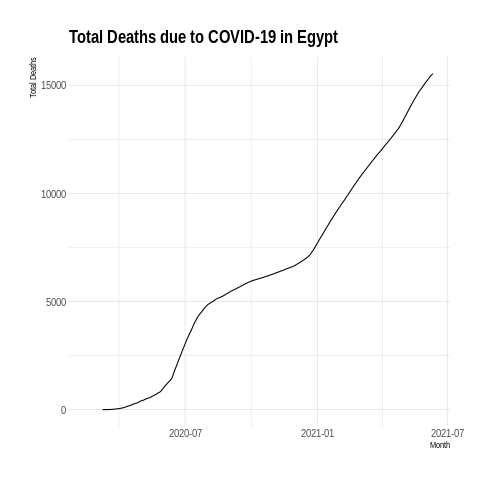 Total Deaths due to COVID-19 in Egypt
Total Deaths
15000
10000
5000
0
2020-07 2021-01 2021-07
Month